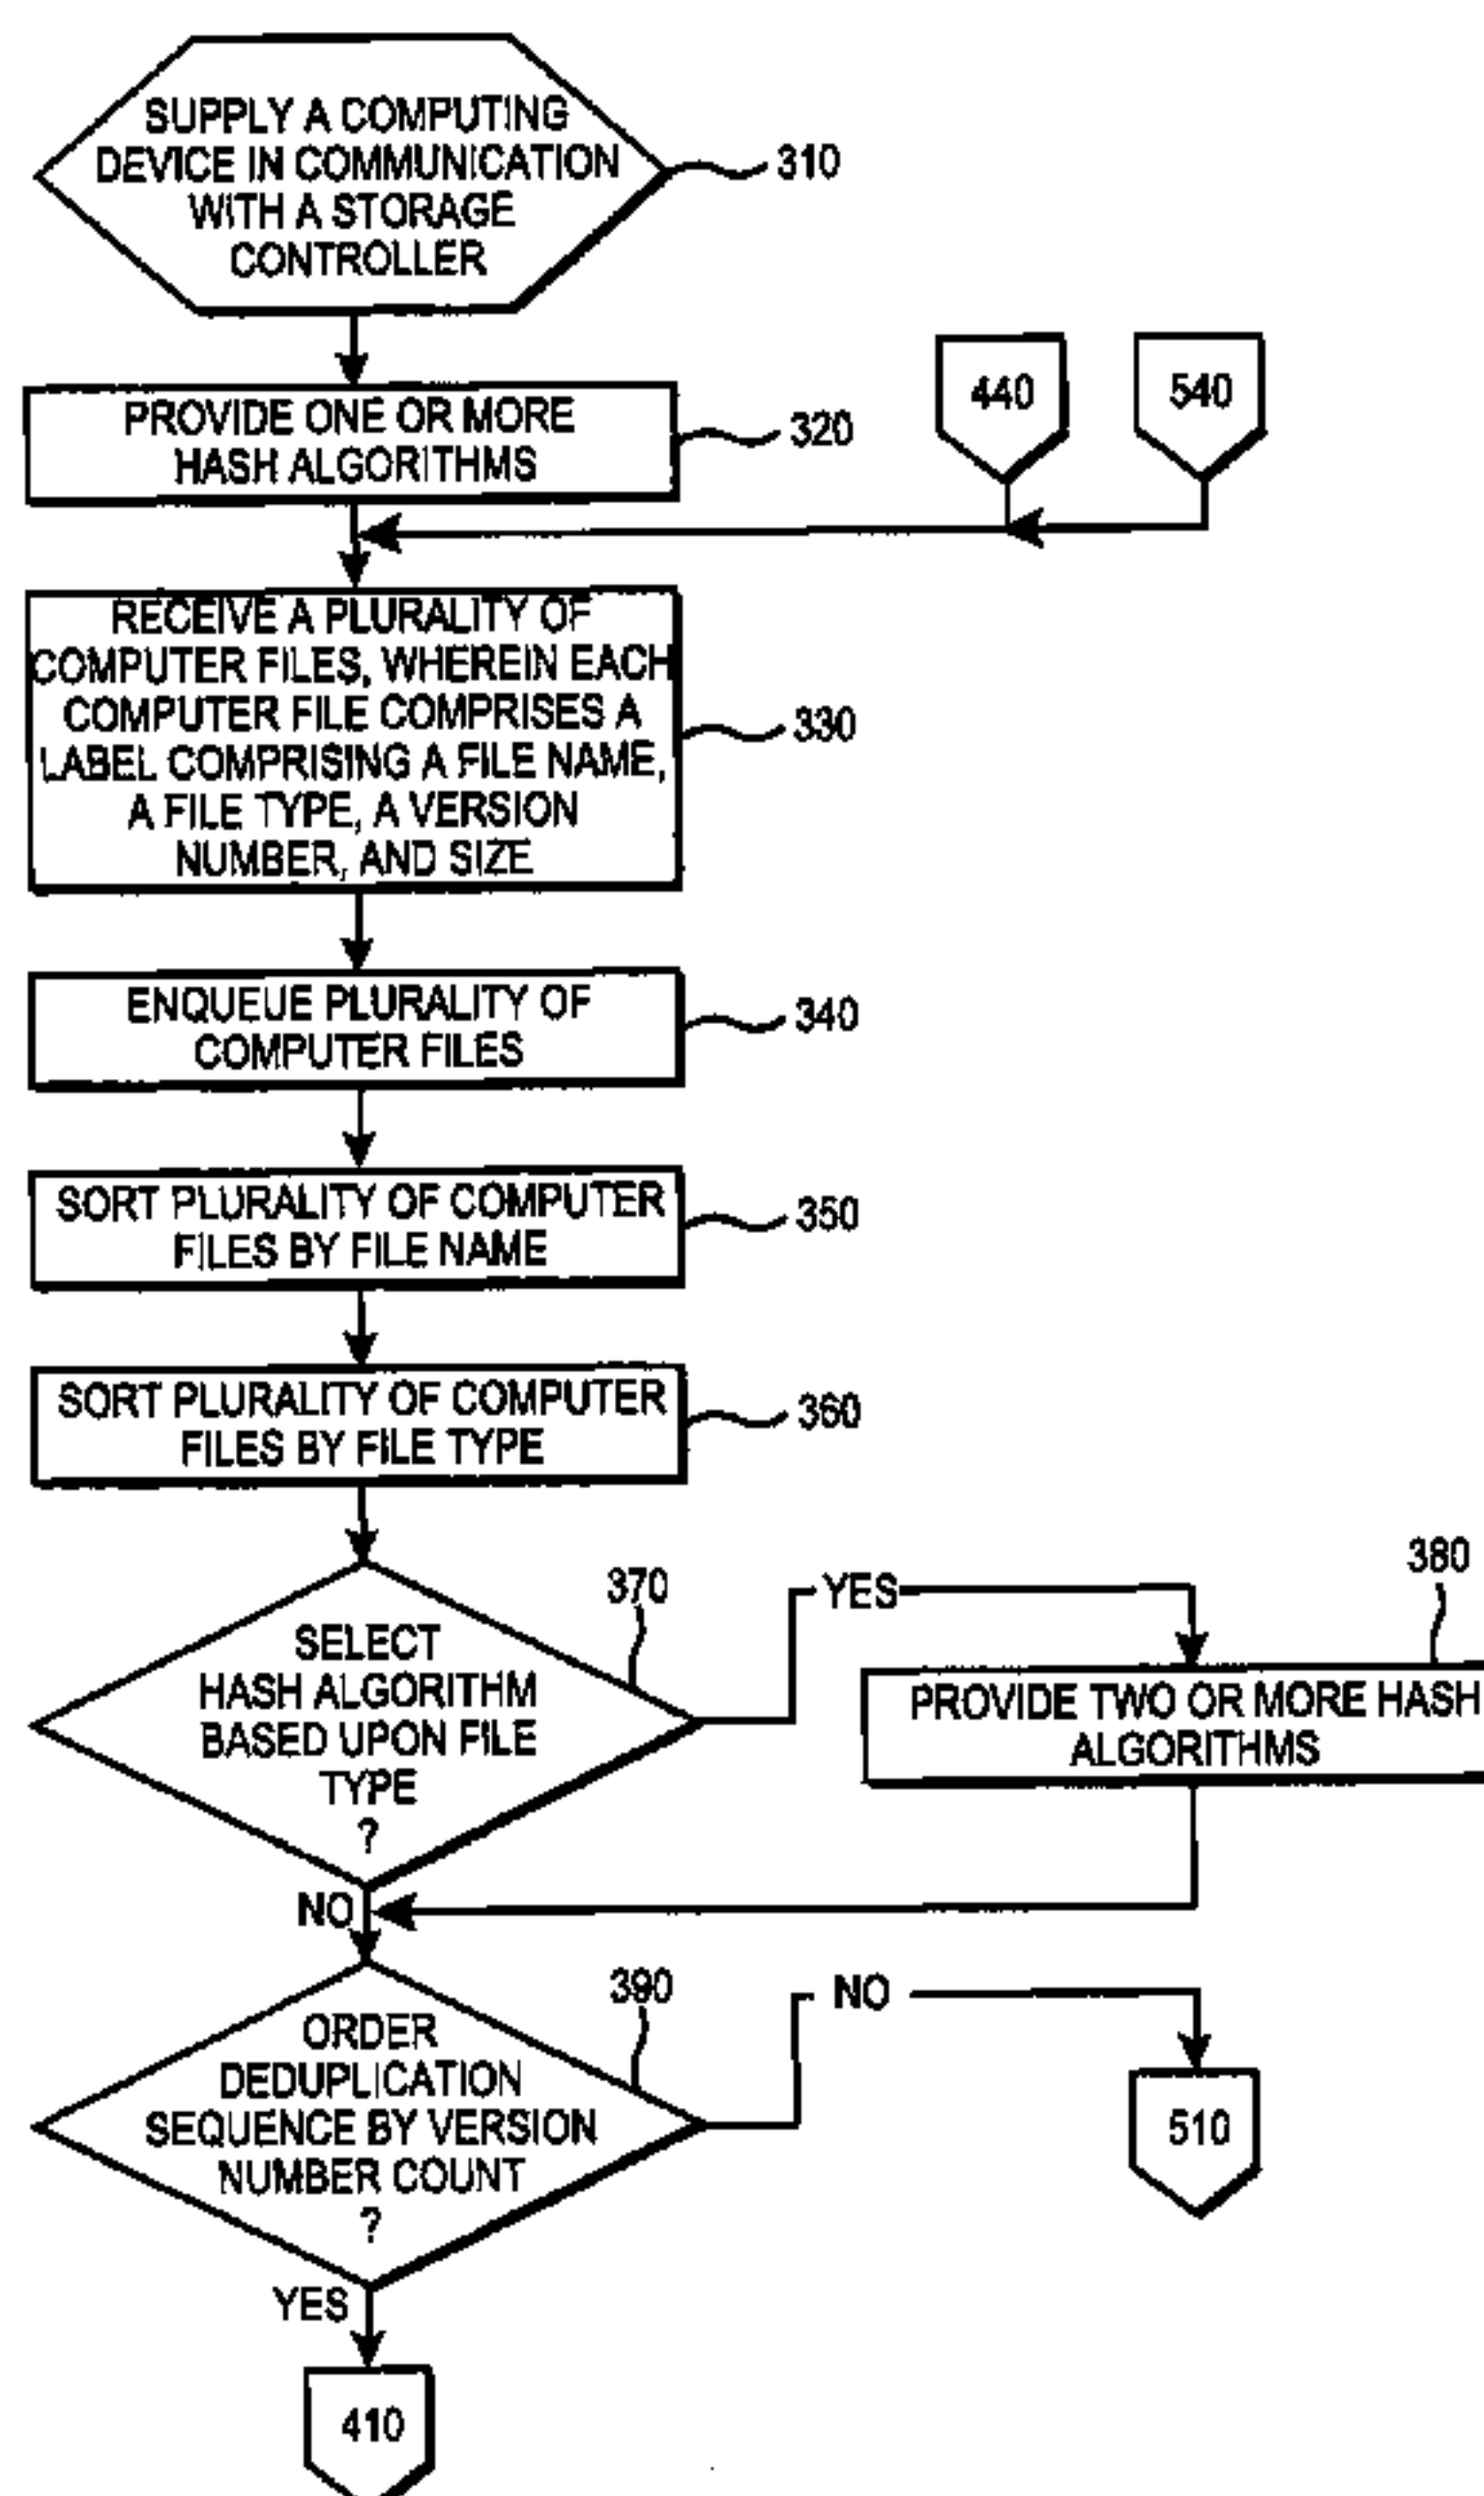 SUPPLY A COMPUTING
DEVICE IN COMMUNICATION
WITH A STORAGE
CONTROLLER
310
PROVIDE ONE OR MORE
HASH ALGORITHMS
320
440
540
RECEIVE A PLURALITY OF
COMPUTER FILES, WHEREIN EACH
COMPUTER FILE COMPRISES A
LABEL COMPRISING A FILE NAME,
A FILE TYPE, A VERSION
NUMBER, AND SIZE
330
ENQUEUE PLURALITY OF
COMPUTER FILES
340
SORT PLURALITY OF COMPUTER
FILES BY FILE NAME
350
SORT PLURALITY OF COMPUTER
FILES BY FILE TYPE
360
SELECT
HASH ALGORITHM
BASED UPON FILE
TYPE
?
370
YES
380
PROVIDE TWO OR MORE HASH
ALGORITHMS
NO
ORDER
DEDUPLICATION
SEQUENCE BY VERSION
NUMBER COUNT
?
390
NO
510
YES
410